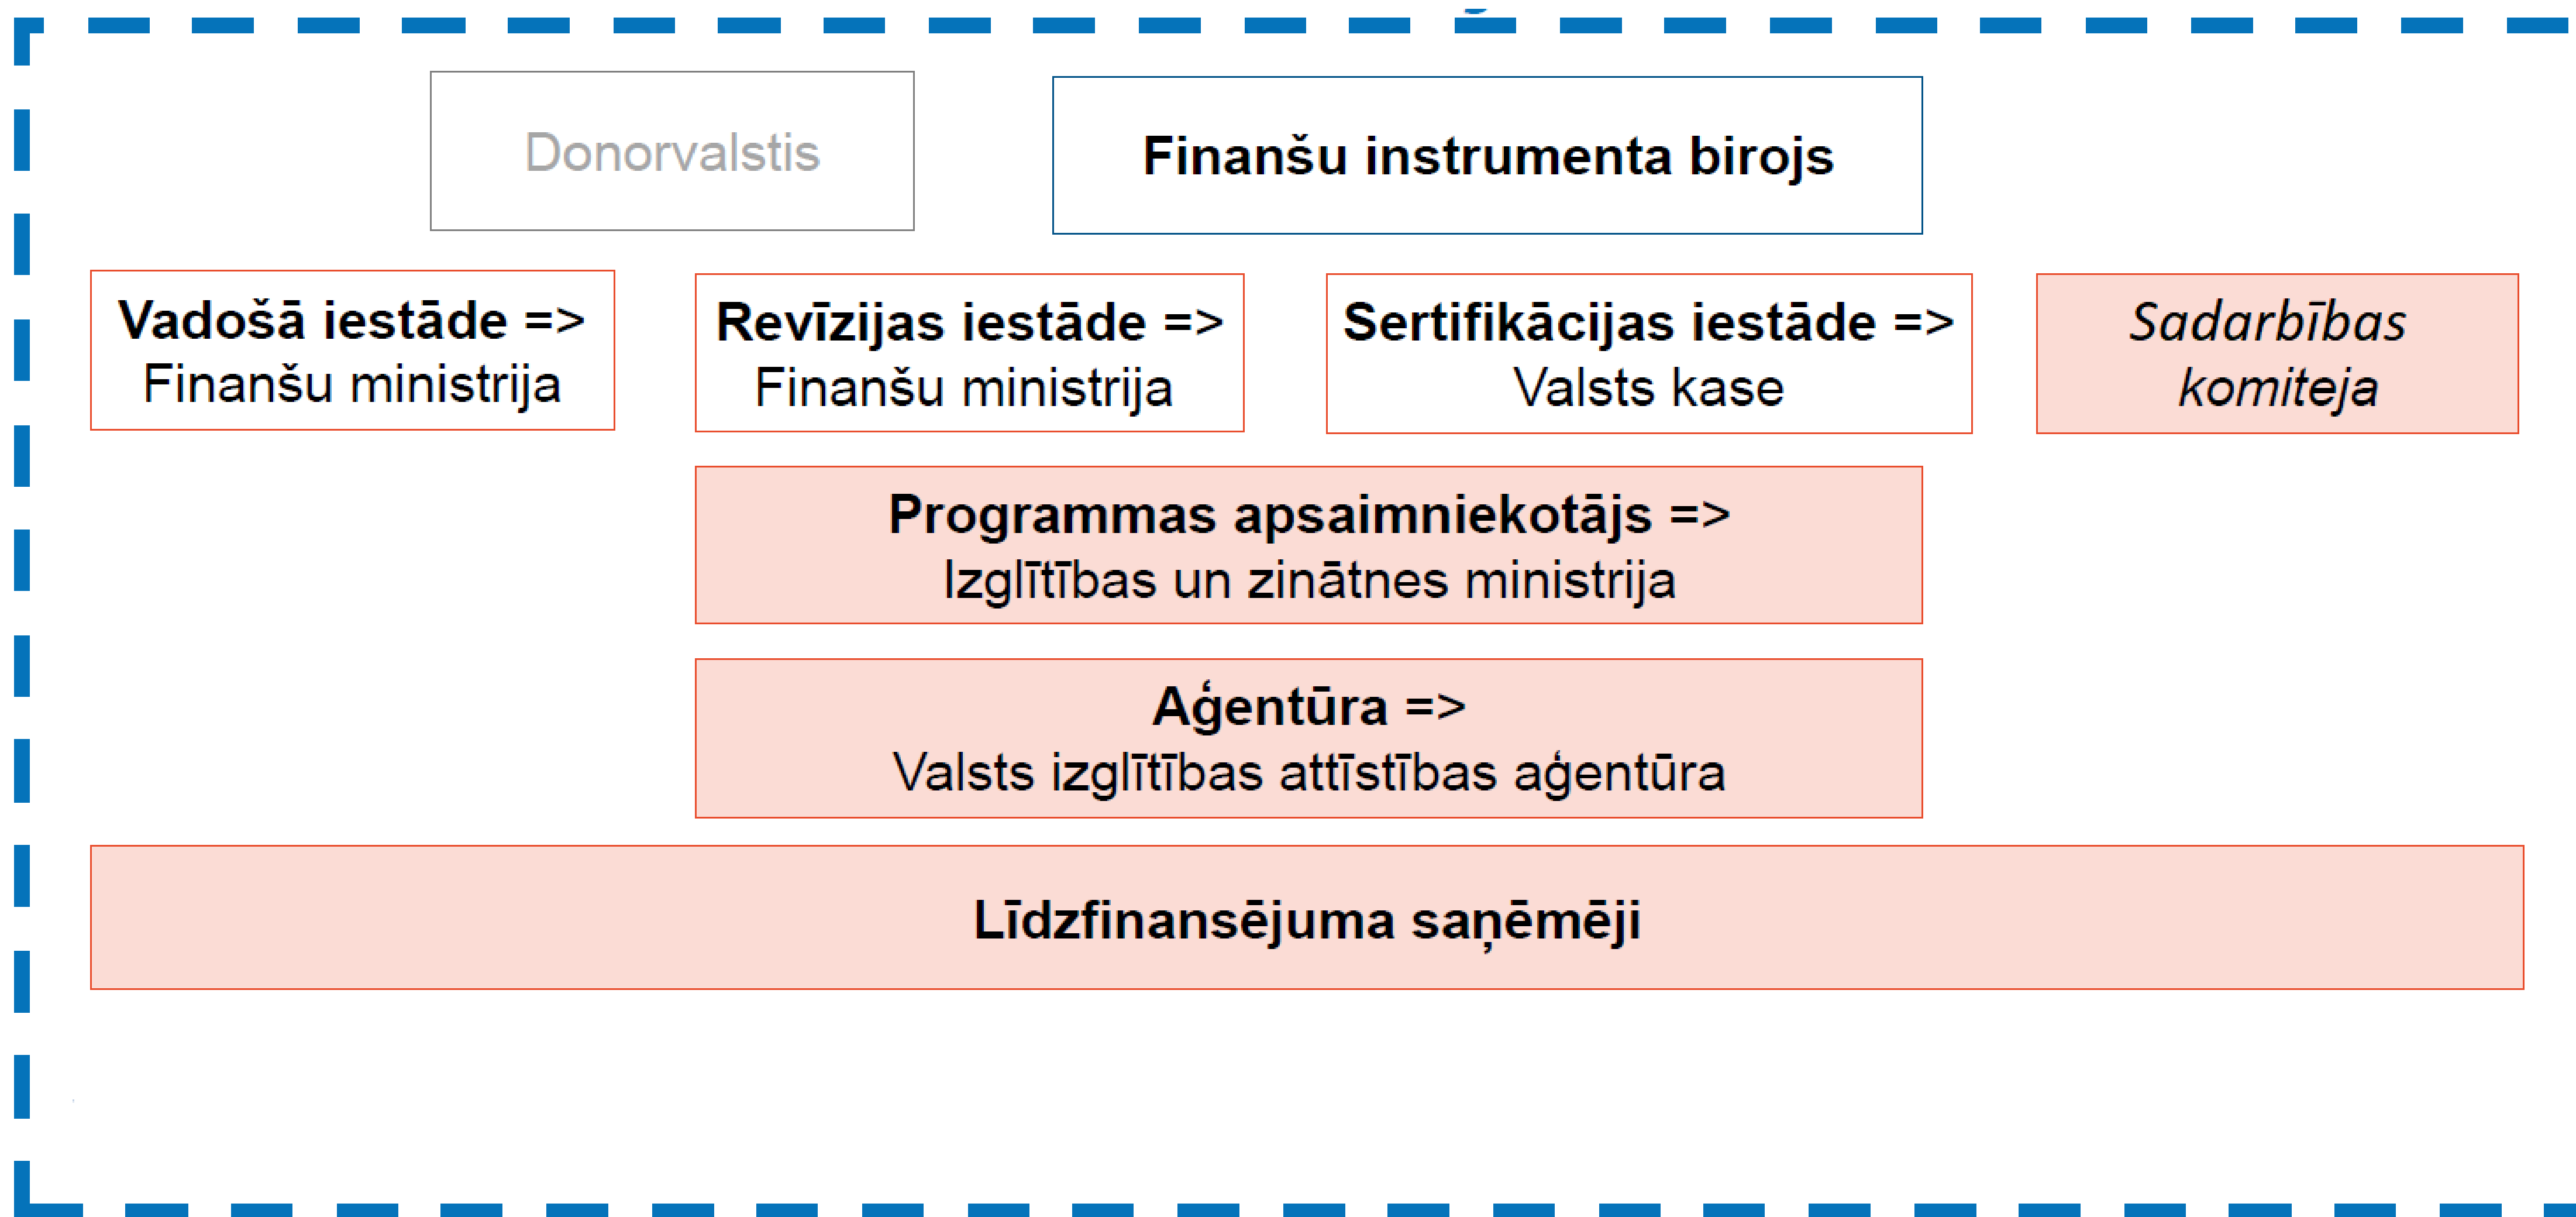 Donorvalstis
Finanšu instrumenta birojs
Vadošā iestāde =>
Finanšu ministrija
Revīzijas iestāde =>
Finanšu ministrija
Sertifikācijas iestāde =>
Valsts kase
Sadarbības
komiteja
Programmas apsaimniekotājs =>
Izglītības un zinātnes ministrija
Aģentūra =>
Valsts izglītības attīstības aģentūra
Līdzfinansējuma saņēmēji